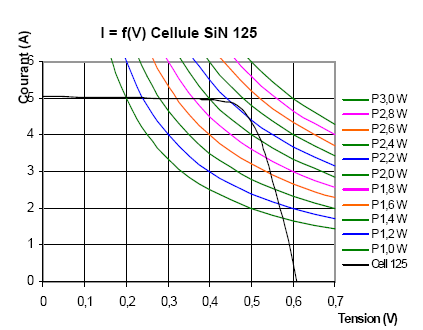 I = f(V) Cellule SiN 125
Courant (A)
6
5
4
3
2
1
0
0
0,1
0,2
0,3
0,4
0,5
0,6
0,7
Tension (V)
P3,0 W
P2,8 W
P2,6 W
P2,4 W
P2,2 W
P2,0 W
P1,8 W
P1,6 W
P1,4 W
P1,2 W
P1,0 W
Cell 125